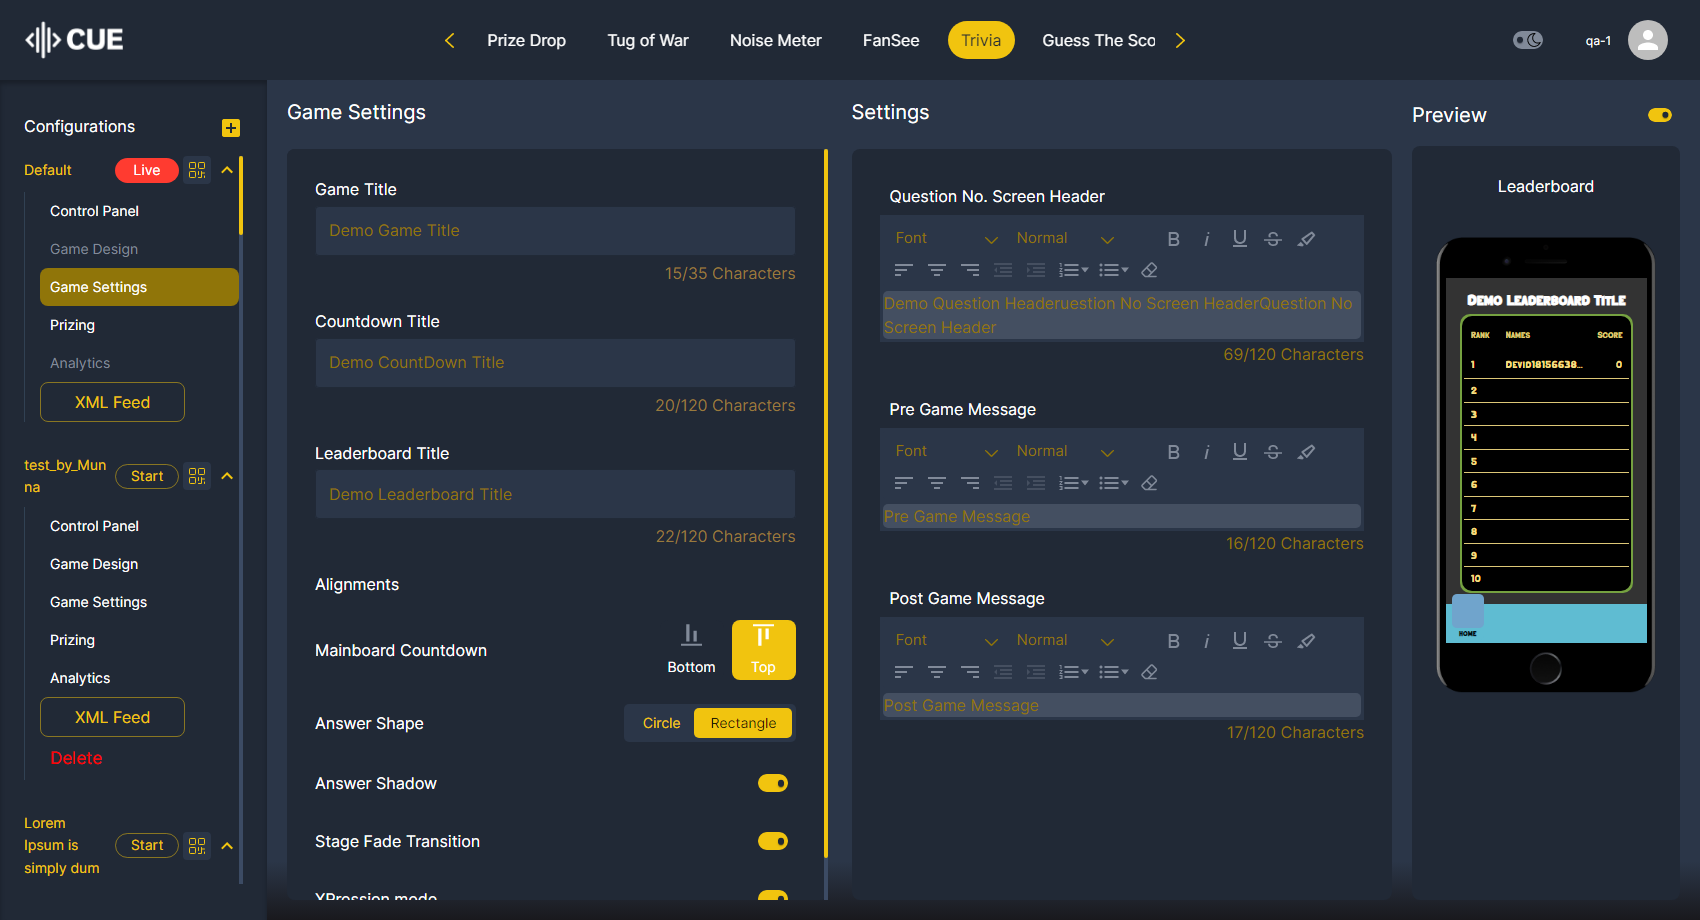 CUE
Prize Drop
Tug of War
Noise Meter
FanSee
Trivia
Guess The Sco
qa-1
Configurations
Default
Live
Control Panel
Game Design
Game Settings
Prizing
Analytics
XML Feed
test_by_Mun
na
Start
Control Panel
Game Design
Game Settings
Prizing
Analytics
XML Feed
Delete
Lorem
Ipsum is
simply dum
Start
Game Settings
Game Title
Demo Game Title
15/35 Characters
Countdown Title
Demo CountDown Title
20/120 Characters
Leaderboard Title
Demo Leaderboard Title
22/120 Characters
Alignments
Mainboard Countdown
Bottom
Top
Answer Shape
Circle
Rectangle
Answer Shadow
Stage Fade Transition
XPression mode
Settings
Question No. Screen Header
Font
Normal
B i U S
Demo Question Headeruestion No Screen HeaderQuestion No
Screen Header
69/120 Characters
Pre Game Message
Font
Normal
B i U S
Pre Game Message
16/120 Characters
Post Game Message
Font
Normal
B i U S
Post Game Message
17/120 Characters
Preview
Leaderboard
Demo Leaderboard Title
Rank Names Score
1 Devid18156638... 0
2
3
4
5
6
7
8
9
10
Home